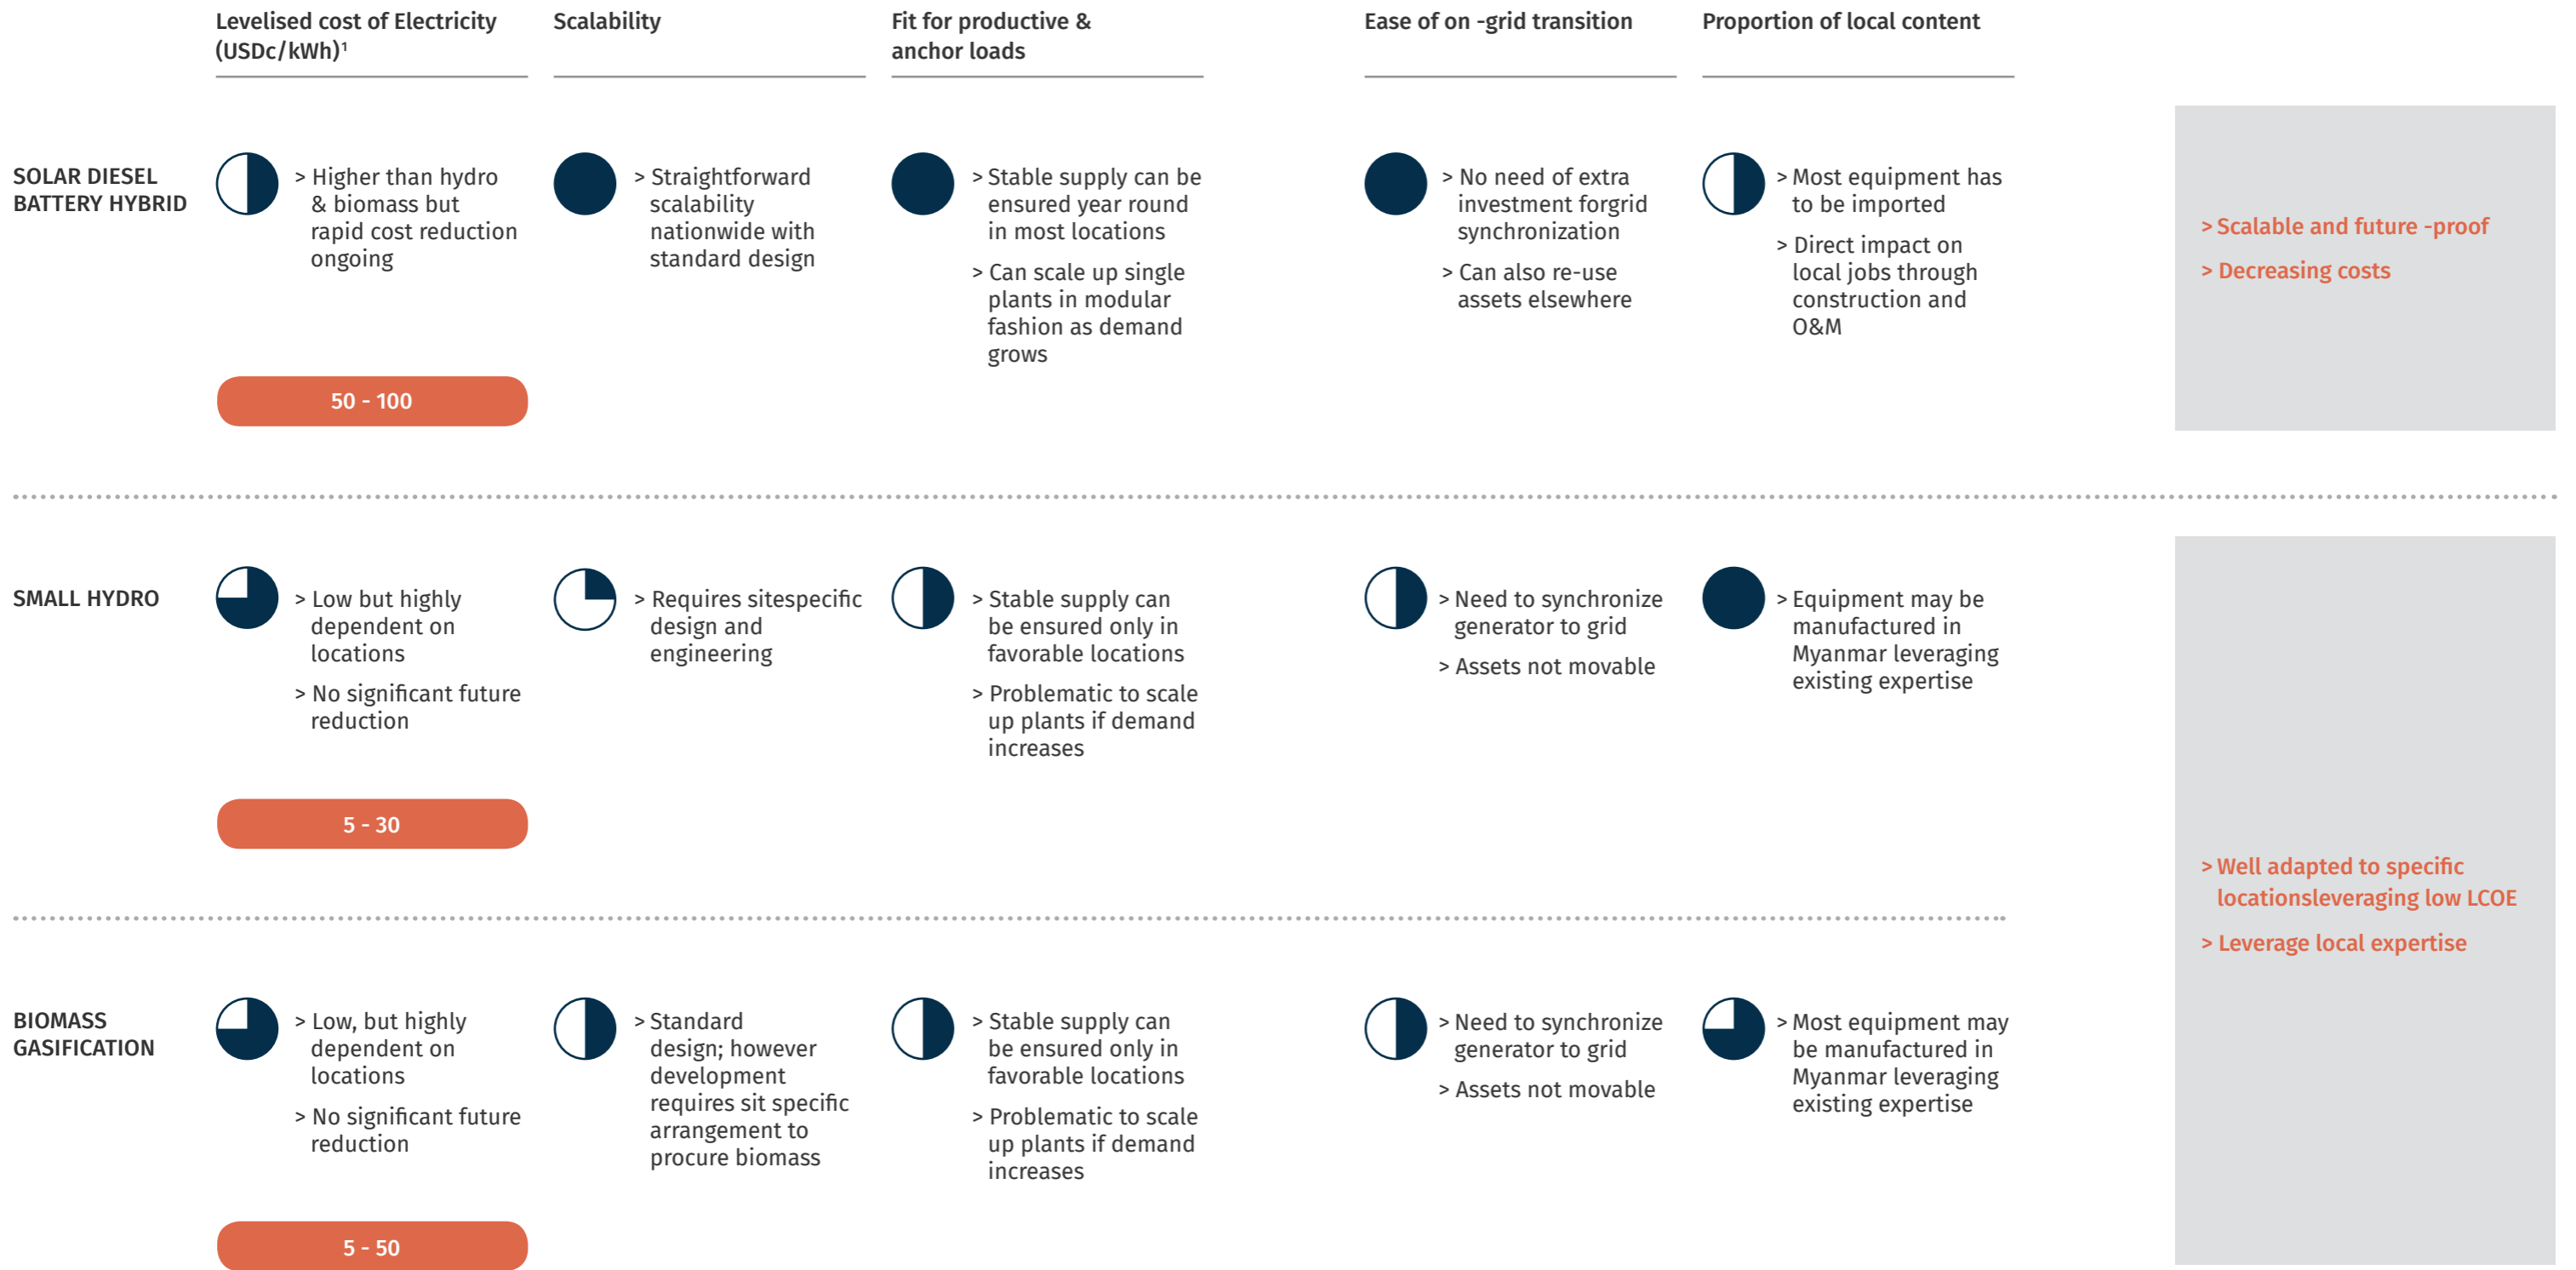 Levelised cost of Electricity
(USDc/kWh)¹
Scalability
Fit for productive &
anchor loads
Ease of on -grid transition
Proportion of local content
SOLAR DIESEL
BATTERY HYBRID
> Higher than hydro
& biomass but
rapid cost reduction
ongoing
50 - 100
> Straightforward
scalability
nationwide with
standard design
> Stable supply can be
ensured year round
in most locations
> Can scale up single
plants in modular
fashion as demand
grows
> No need of extra
investment forgrid
synchronization
> Can also re-use
assets elsewhere
> Most equipment has
to be imported
> Direct impact on
local jobs through
construction and
O&M
> Scalable and future -proof
> Decreasing costs
SMALL HYDRO
> Low but highly
dependent on
locations
> No significant future
reduction
5 - 30
> Requires sitespecific
design and
engineering
> Stable supply can
be ensured only in
favorable locations
> Problematic to scale
up plants if demand
increases
> Need to synchronize
generator to grid
> Assets not movable
> Equipment may be
manufactured in
Myanmar leveraging
existing expertise
> Well adapted to specific
locationsleveraging low LCOE
> Leverage local expertise
BIOMASS
GASIFICATION
> Low, but highly
dependent on
locations
> No significant future
reduction
5 - 50
> Standard
design; however
development
requires sit specific
arrangement to
procure biomass
> Stable supply can
be ensured only in
favorable locations
> Problematic to scale
up plants if demand
increases
> Need to synchronize
generator to grid
> Assets not movable
> Most equipment may
be manufactured in
Myanmar leveraging
existing expertise